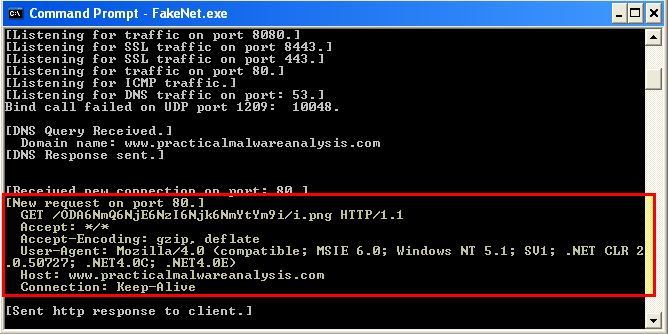 Command Prompt - FakeNet.exe
[Listening for traffic on port 8080.]
[Listening for SSL traffic on port 8443.]
[Listening for SSL traffic on port 443.]
[Listening for traffic on port 80.]
[Listening for ICMP traffic.]
[Listening for DNS traffic on port: 53.]
Bind call failed on UDP port 1209:  10048.
[DNS Query Received.]
  Domain name: www.practicalmalwareanalysis.com
[DNS Response sent.]
[Received new connection on port: 80.]
[New request on port 80.]
  GET /ODA6NmQ6NjE6NzI6Njk6NmYtYm9i/i.png HTTP/1.1
  Accept: */*
  Accept-Encoding: gzip, deflate
  User-Agent: Mozilla/4.0 (compatible; MSIE 6.0; Windows NT 5.1; SV1; .NET CLR 2
.0.50727; .NET4.0C; .NET4.0E)
  Host: www.practicalmalwareanalysis.com
  Connection: Keep-Alive
[Sent http response to client.]